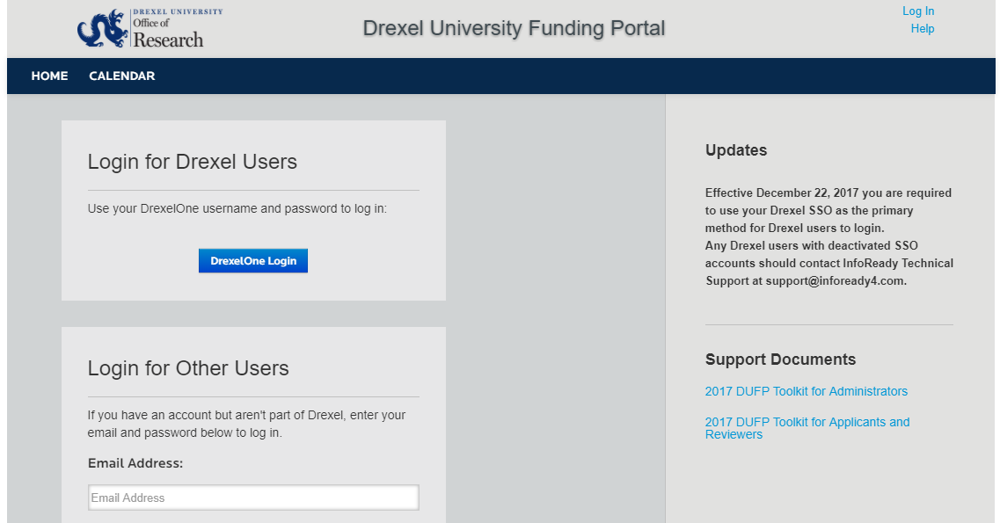 DREXEL UNIVERSITY
Office of
Research
Drexel University Funding Portal
Log In
Help
HOME
CALENDAR
Login for Drexel Users
Use your DrexelOne username and password to log in:
DrexelOne Login
Login for Other Users
If you have an account but aren't part of Drexel, enter your
email and password below to log in.
Email Address:
Email Address
Updates
Effective December 22, 2017 you are required
to use your Drexel SSO as the primary
method for Drexel users to login.
Any Drexel users with deactivated SSO
accounts should contact InfoReady Technical
Support at support@infoready4.com.
Support Documents
2017 DUFP Toolkit for Administrators
2017 DUFP Toolkit for Applicants and
Reviewers